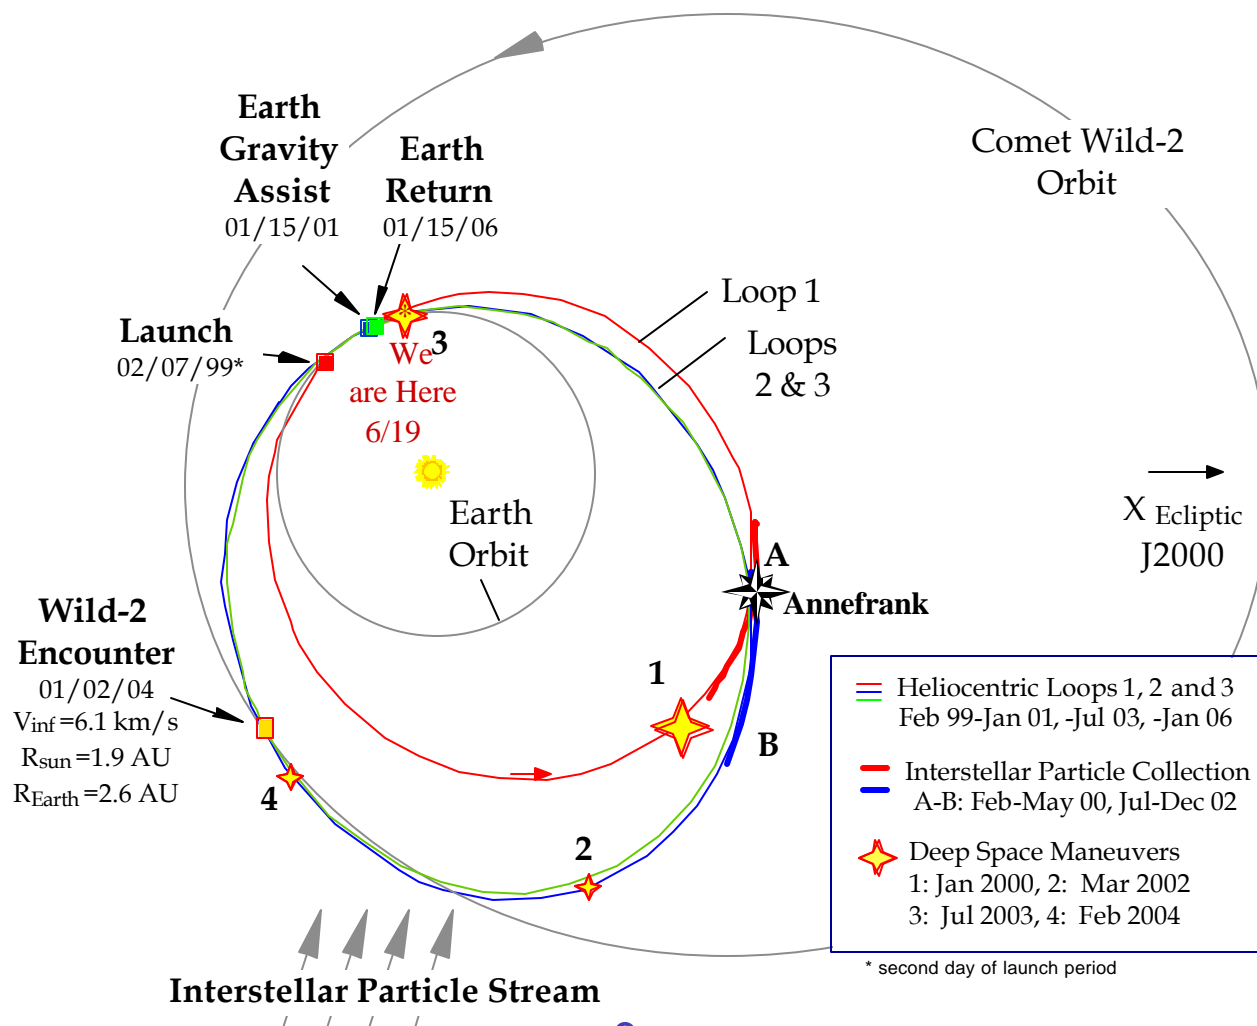 Earth
Gravity
Assist
01/15/01
Earth
Return
01/15/06
Comet Wild-2
Orbit
Launch
02/07/99*
Loop 1
Loops
2 & 3
3
We
are Here
6/19
Earth
Orbit
X Ecliptic
J2000
A
Annefrank
Wild-2
Encounter
01/02/04
Vinf =6.1 km/s
Rsun =1.9 AU
REarth =2.6 AU
1
B
4
2
Heliocentric Loops 1, 2 and 3
Feb 99-Jan 01, -Jul 03, -Jan 06
Interstellar Particle Collection
A-B: Feb-May 00, Jul-Dec 02
Deep Space Maneuvers
1: Jan 2000, 2: Mar 2002
3: Jul 2003, 4: Feb 2004
* second day of launch period
Interstellar Particle Stream